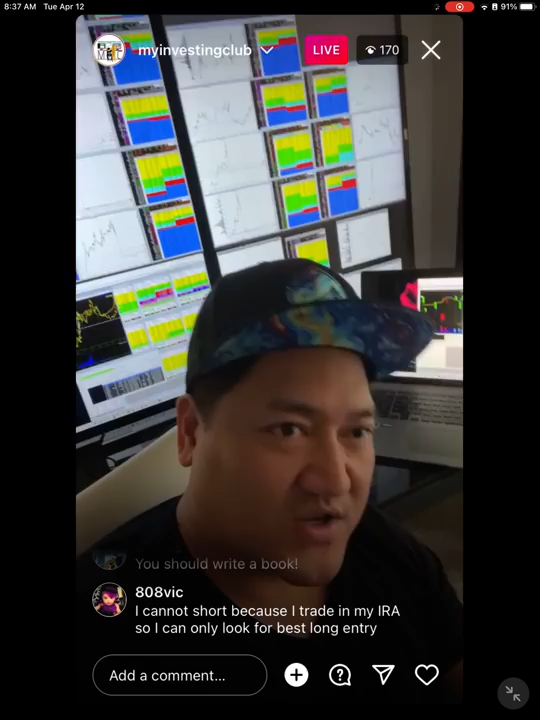 8:37 AM Tue Apr 12
91%
myinvestingclub
LIVE
170
You should write a book!
808vic
I cannot short because I trade in my IRA
so I can only look for best long entry
Add a comment...